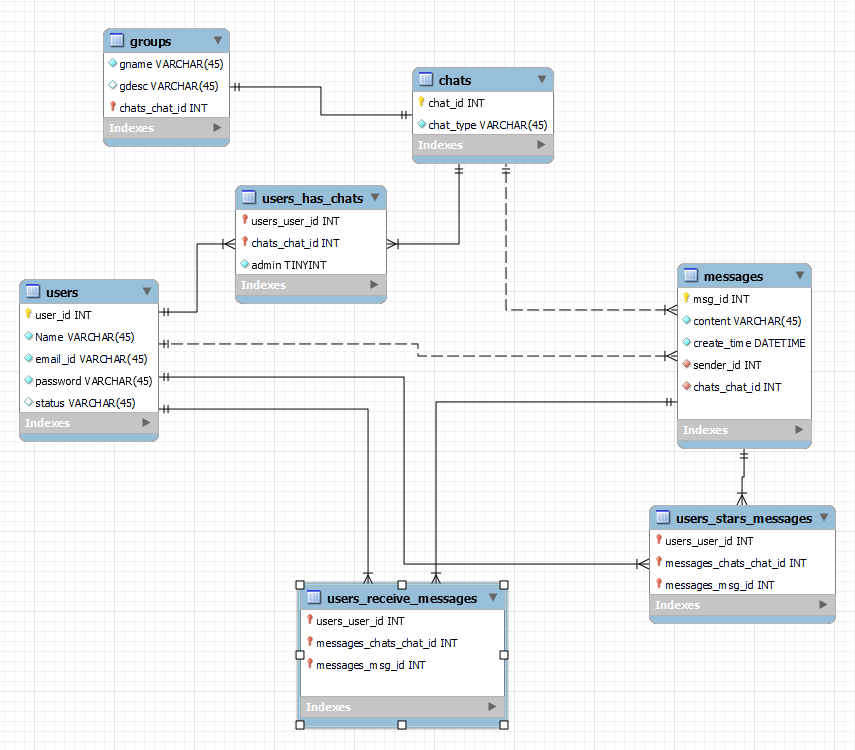 groups
gname VARCHAR(45)
gdesc VARCHAR(45)
chats_chat_id INT
Indexes
chats
chat_id INT
chat_type VARCHAR(45)
Indexes
users_has_chats
users_user_id INT
chats_chat_id INT
admin TINYINT
Indexes
users
user_id INT
Name VARCHAR(45)
email_id VARCHAR(45)
password VARCHAR(45)
status VARCHAR(45)
Indexes
messages
msg_id INT
content VARCHAR(45)
create_time DATETIME
sender_id INT
chats_chat_id INT
Indexes
users_stars_messages
users_user_id INT
messages_chats_chat_id INT
messages_msg_id INT
Indexes
users_receive_messages
users_user_id INT
messages_chats_chat_id INT
messages_msg_id INT
Indexes